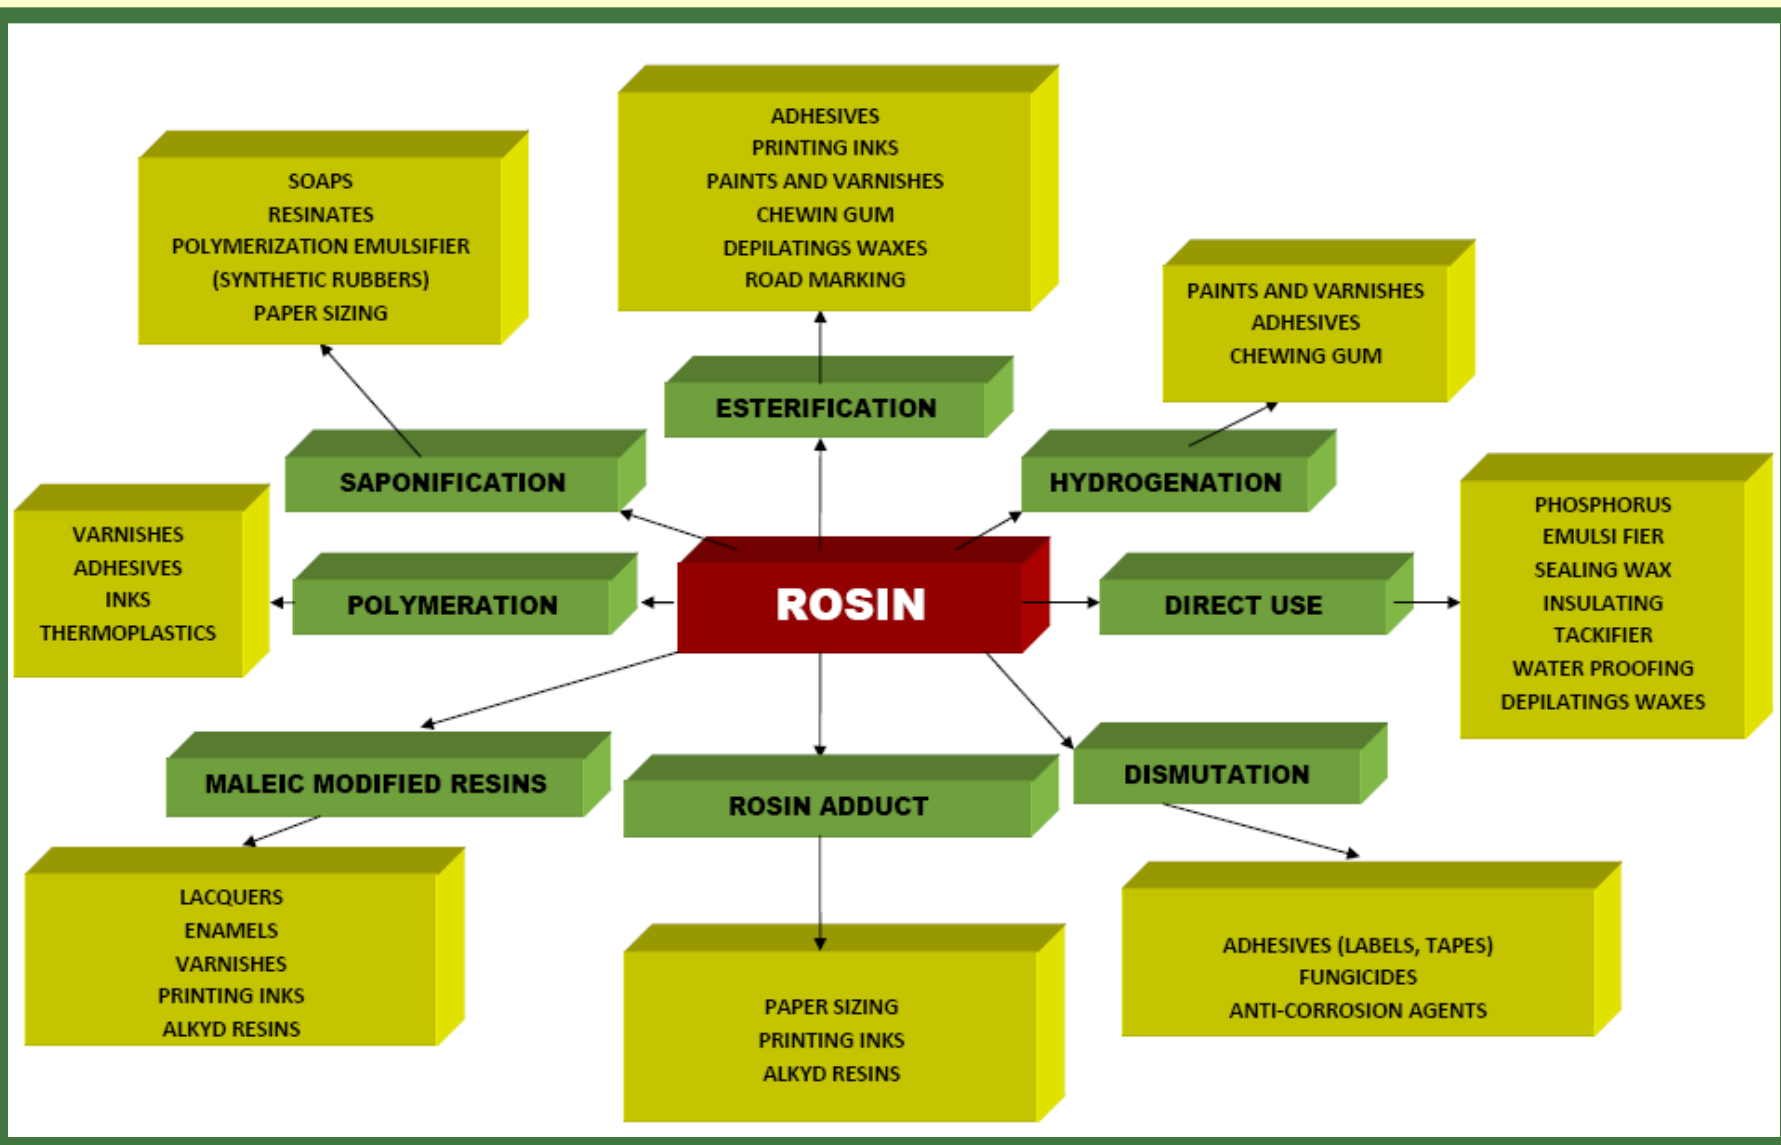 ADHESIVES
PRINTING INKS
PAINTS AND VARNISHES
CHEWIN GUM
DEPILATINGS WAXES
ROAD MARKING
SOAPS
RESINATES
POLYMERIZATION EMULSIFIER
(SYNTHETIC RUBBERS)
PAPER SIZING
PAINTS AND VARNISHES
ADHESIVES
CHEWING GUM
ESTERIFICATION
SAPONIFICATION
HYDROGENATION
VARNISHES
ADHESIVES
INKS
THERMOPLASTICS
POLYMERATION
ROSIN
DIRECT USE
PHOSPHORUS
EMULSI FIER
SEALING WAX
INSULATING
TACKIFIER
WATER PROOFING
DEPILATINGS WAXES
MALEIC MODIFIED RESINS
ROSIN ADDUCT
DISMUTATION
LACQUERS
ENAMELS
VARNISHES
PRINTING INKS
ALKYD RESINS
PAPER SIZING
PRINTING INKS
ALKYD RESINS
ADHESIVES (LABELS, TAPES)
FUNGICIDES
ANTI-CORROSION AGENTS